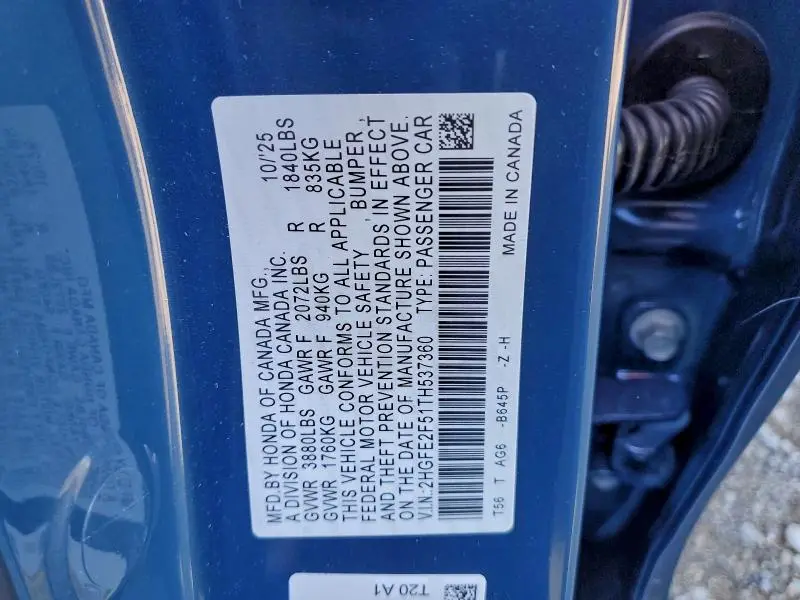 MFD.BY HONDA OF CANADA MFG., 10/'25
A DIVISION OF HONDA CANADA INC.
GVWR 3880LBS GAWR F 2072LBS R 1840LBS
GVWR 1760KG GAWR F 940KG R 835KG
THIS VEHICLE CONFORMS TO ALL APPLICABLE
FEDERAL MOTOR VEHICLE SAFETY , BUMPER ,
AND THEFT PREVENTION STANDARDS IN EFFECT
ON THE DATE OF MANUFACTURE SHOWN ABOVE.
V.I.N.:2HGFE2F51TH537360 TYPE: PASSENGER CAR
T56 T AG6 -B645P -Z -H
MADE IN CANADA
T20 A1